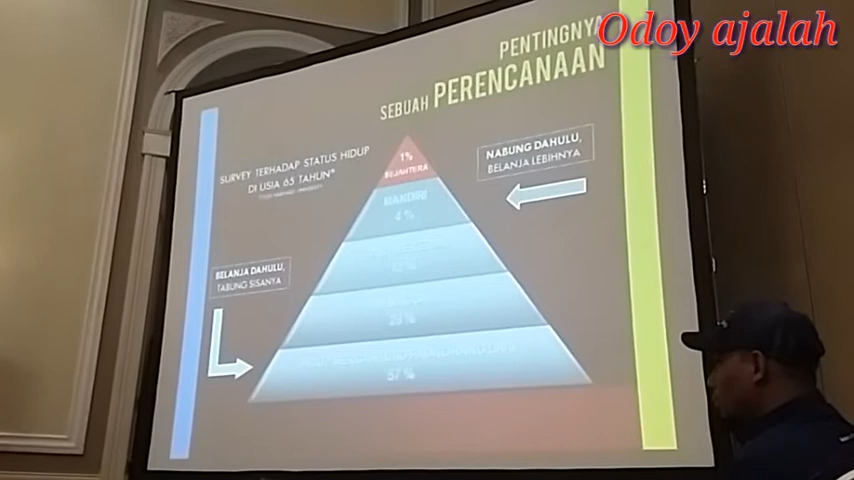 Odoy ajalah
PENTINGNYA
SEBUAH PERENCANAAN
SURVEY TERHADAP STATUS HIDUP
DI USIA 65 TAHUN*
NABUNG DAHULU,
BELANJA LEBIHNYA
1%
SEJAHTERA
MANDIRI
4 %
BELANJA DAHULU,
TABUNG SISANYA
28 %
57 %